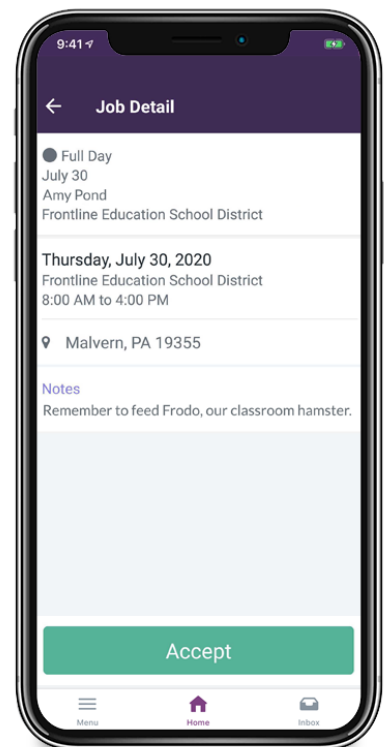 9:41
Job Detail
Full Day
July 30
Amy Pond
Frontline Education School District
Thursday, July 30, 2020
Frontline Education School District
8:00 AM to 4:00 PM
Malvern, PA 19355
Notes
Remember to feed Frodo, our classroom hamster.
Accept
Menu
Home
Inbox